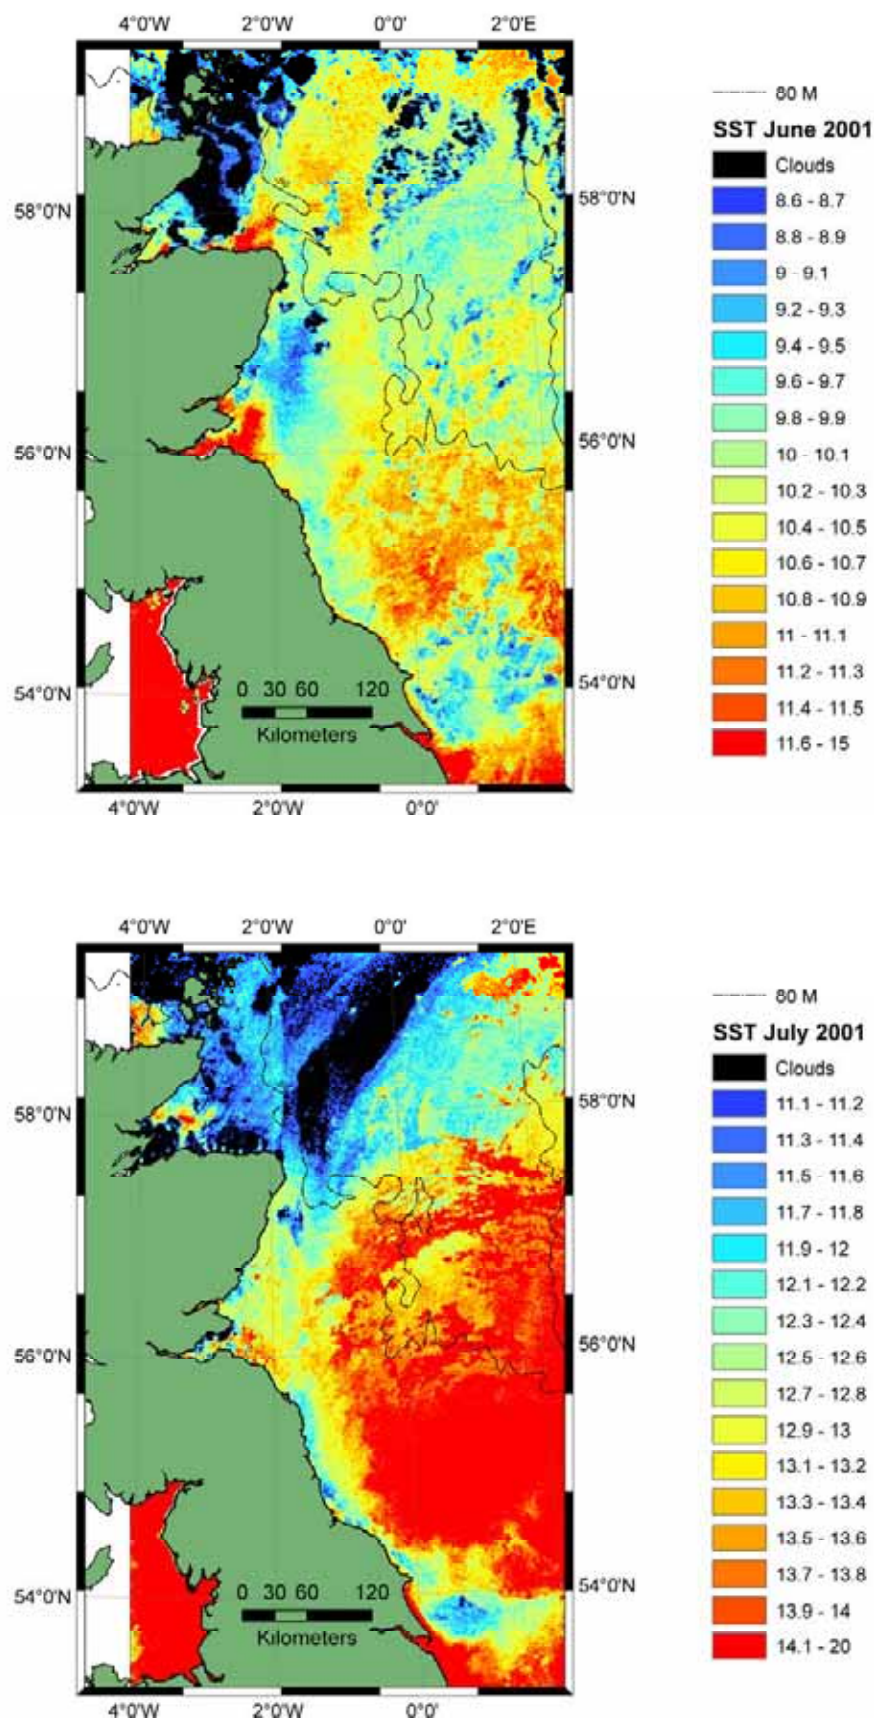 4°0'W 2°0'W 0°0' 2°0'E
80 M
SST June 2001
Clouds
58°0'N 58°0'N
8.6 - 8.7
8.8 - 8.9
9 - 9.1
9.2 - 9.3
9.4 - 9.5
9.6 - 9.7
9.8 - 9.9
56°0'N 56°0'N
10 - 10.1
10.2 - 10.3
10.4 - 10.5
10.6 - 10.7
10.8 - 10.9
11 - 11.1
11.2 - 11.3
11.4 - 11.5
11.6 - 15
54°0'N 54°0'N
0 30 60 120
Kilometers
4°0'W 2°0'W 0°0'
4°0'W 2°0'W 0°0' 2°0'E
80 M
SST July 2001
Clouds
58°0'N 58°0'N
11.1 - 11.2
11.3 - 11.4
11.5 - 11.6
11.7 - 11.8
11.9 - 12
12.1 - 12.2
12.3 - 12.4
56°0'N 56°0'N
12.5 - 12.6
12.7 - 12.8
12.9 - 13
13.1 - 13.2
13.3 - 13.4
13.5 - 13.6
13.7 - 13.8
13.9 - 14
14.1 - 20
54°0'N 54°0'N
0 30 60 120
Kilometers
4°0'W 2°0'W 0°0'